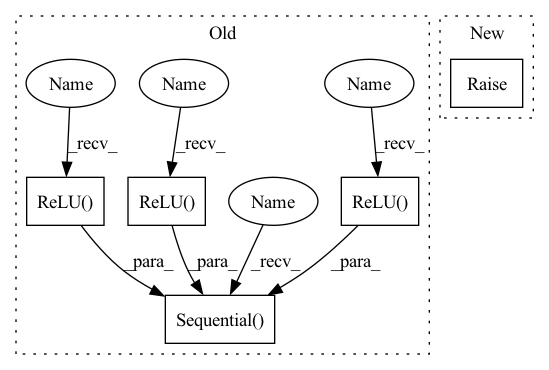 Old
New
Name
Name
Name
Raise
_recv_
_recv_
_recv_
ReLU()
ReLU()
Name
ReLU()
_para_
_para_
_recv_
_para_
Sequential()